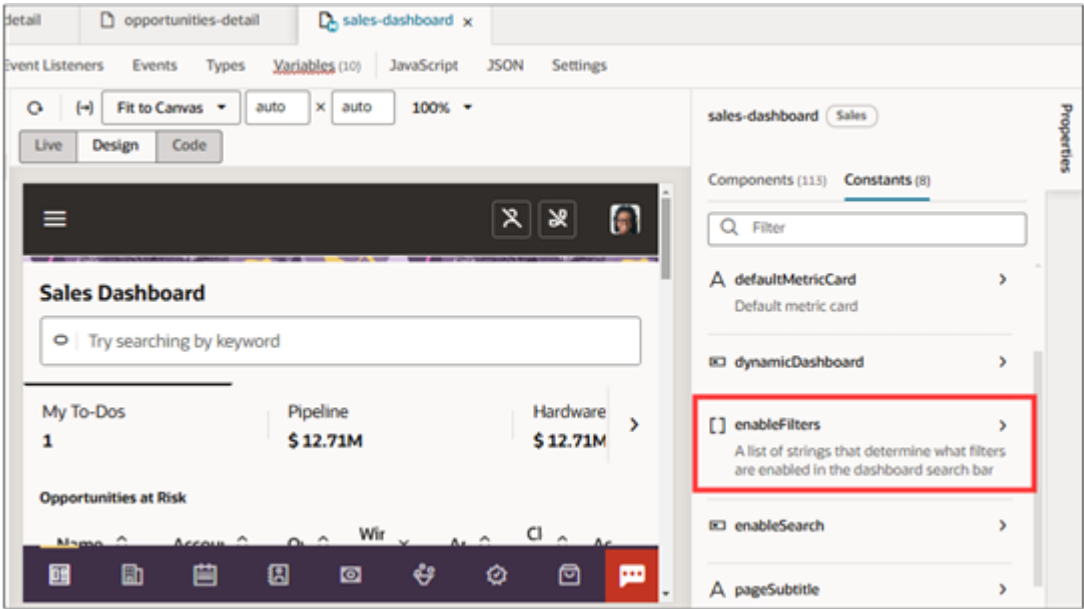 detail
opportunities-detail
sales-dashboard ×
Event Listeners Events Types Variables (10) JavaScript JSON Settings
Fit to Canvas auto × auto 100%
Live Design Code
Sales Dashboard
Try searching by keyword
My To-Dos Pipeline Hardware
1 $ 12.71M $ 12.71M
Opportunities at Risk
Name Accou Wir Cl
sales-dashboard Sales
Properties
Components (113) Constants (8)
Filter
defaultMetricCard
Default metric card
dynamicDashboard
[ ] enableFilters
A list of strings that determine what filters
are enabled in the dashboard search bar
enableSearch
pageSubtitle